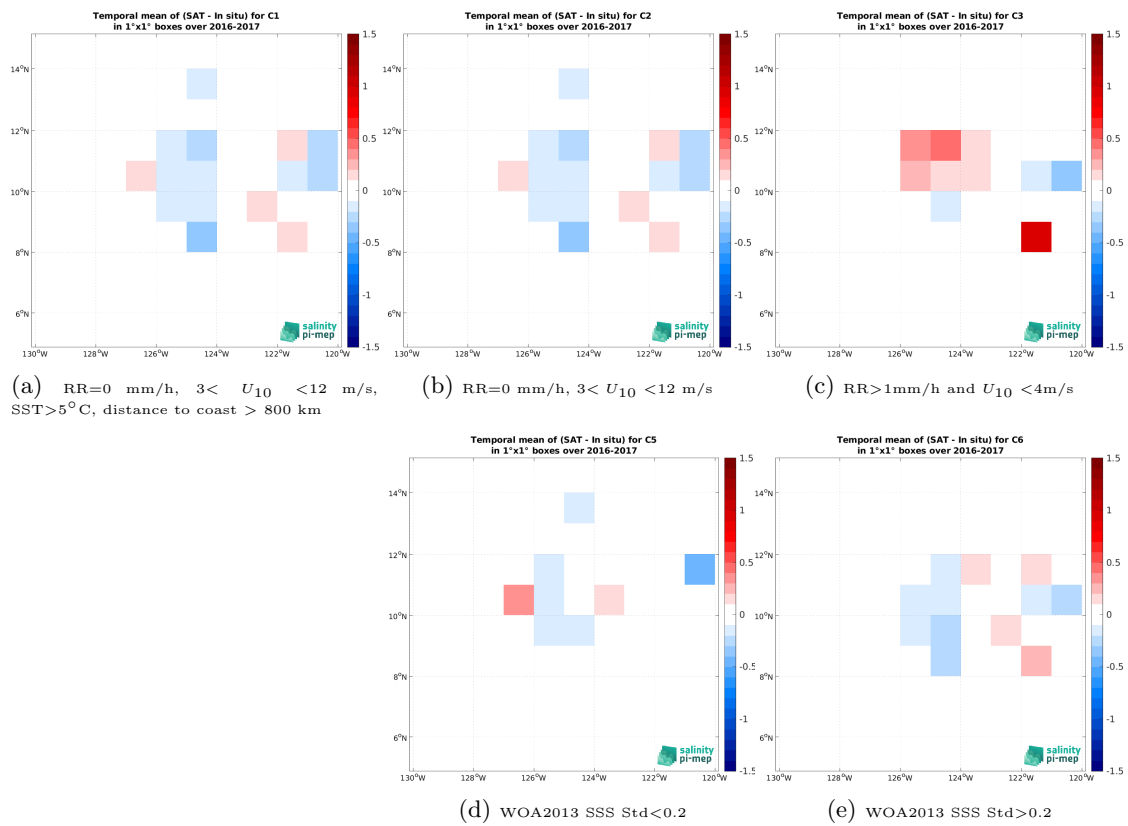 Temporal mean of (SAT - In situ) for C1
in 1°x1° boxes over 2016-2017
14°N
12°N
10°N
8°N
6°N
130°W 128°W 126°W 124°W 122°W 120°W
1.5
1
0.5
0
-0.5
-1
-1.5
salinity
pi-mep
(a) RR=0 mm/h, 3< U10 <12 m/s,
SST>5°C, distance to coast > 800 km
Temporal mean of (SAT - In situ) for C2
in 1°x1° boxes over 2016-2017
14°N
12°N
10°N
8°N
6°N
130°W 128°W 126°W 124°W 122°W 120°W
1.5
1
0.5
0
-0.5
-1
-1.5
salinity
pi-mep
(b) RR=0 mm/h, 3< U10 <12 m/s
Temporal mean of (SAT - In situ) for C3
in 1°x1° boxes over 2016-2017
14°N
12°N
10°N
8°N
6°N
130°W 128°W 126°W 124°W 122°W 120°W
1.5
1
0.5
0
-0.5
-1
-1.5
salinity
pi-mep
(c) RR>1mm/h and U10 <4m/s
Temporal mean of (SAT - In situ) for C5
in 1°x1° boxes over 2016-2017
14°N
12°N
10°N
8°N
6°N
130°W 128°W 126°W 124°W 122°W 120°W
1.5
1
0.5
0
-0.5
-1
-1.5
salinity
pi-mep
(d) WOA2013 SSS Std<0.2
Temporal mean of (SAT - In situ) for C6
in 1°x1° boxes over 2016-2017
14°N
12°N
10°N
8°N
6°N
130°W 128°W 126°W 124°W 122°W 120°W
1.5
1
0.5
0
-0.5
-1
-1.5
salinity
pi-mep
(e) WOA2013 SSS Std>0.2